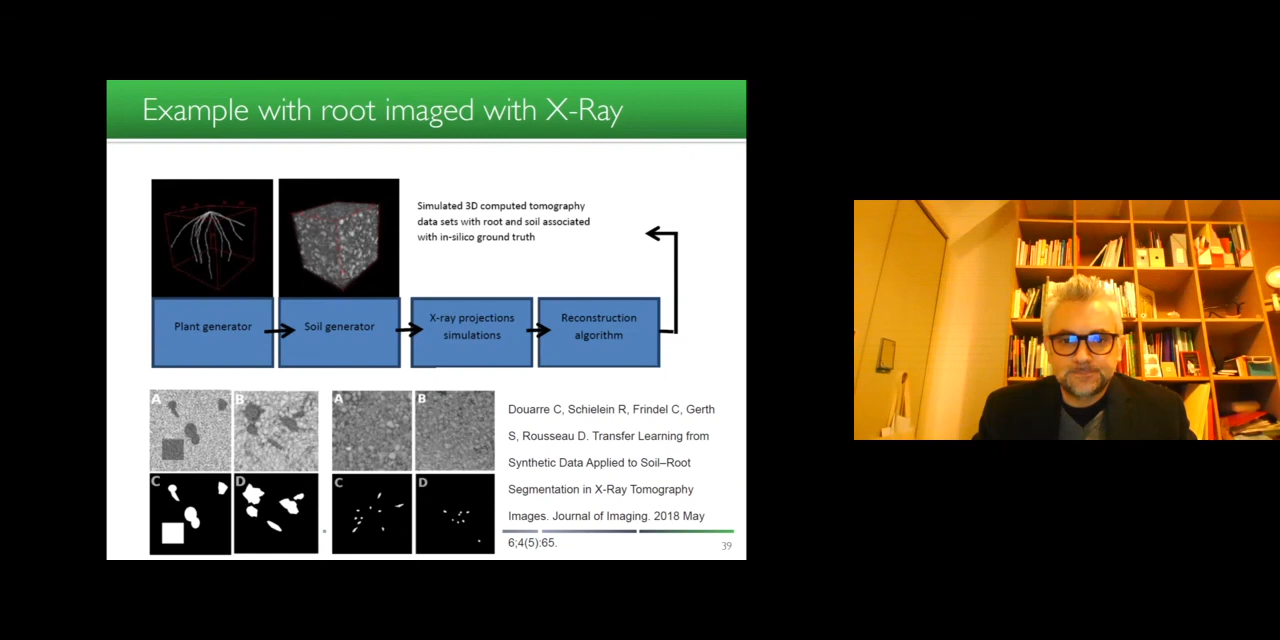 Example with root imaged with X-Ray
Simulated 3D computed tomography
data sets with root and soil associated
with in-silico ground truth
Plant generator
Soil generator
X-ray projections
simulations
Reconstruction
algorithm
A
B
A
B
C
D
C
D
Douarre C, Schielein R, Frindel C, Gerth
S, Rousseau D. Transfer Learning from
Synthetic Data Applied to Soil–Root
Segmentation in X-Ray Tomography
Images. Journal of Imaging. 2018 May
6;4(5):65.
39